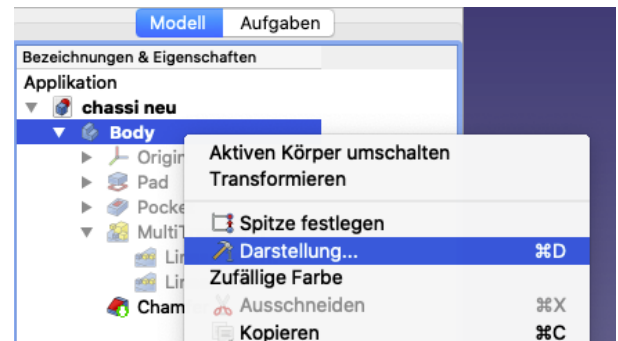 Modell Aufgaben
Bezeichnungen & Eigenschaften
Applikation
chassi neu
Body
Aktiven Körper umschalten
Transformieren
Pad
Spitze festlegen
Darstellung... ⌘D
Zufällige Farbe
Ausschneiden ⌘X
Kopieren ⌘C